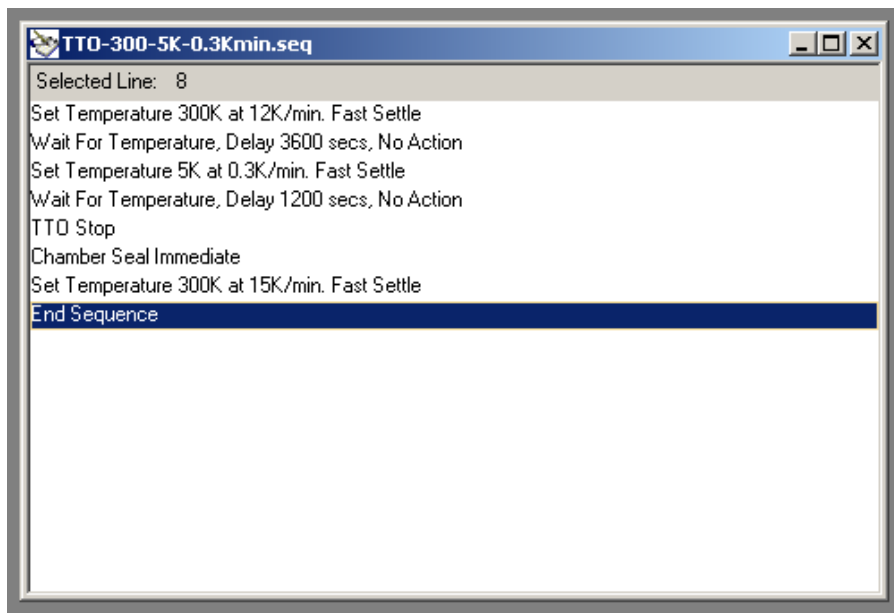 TTO-300-5K-0.3Kmin.seq
Selected Line: 8
Set Temperature 300K at 12K/min. Fast Settle
Wait For Temperature, Delay 3600 secs, No Action
Set Temperature 5K at 0.3K/min. Fast Settle
Wait For Temperature, Delay 1200 secs, No Action
TTO Stop
Chamber Seal Immediate
Set Temperature 300K at 15K/min. Fast Settle
End Sequence